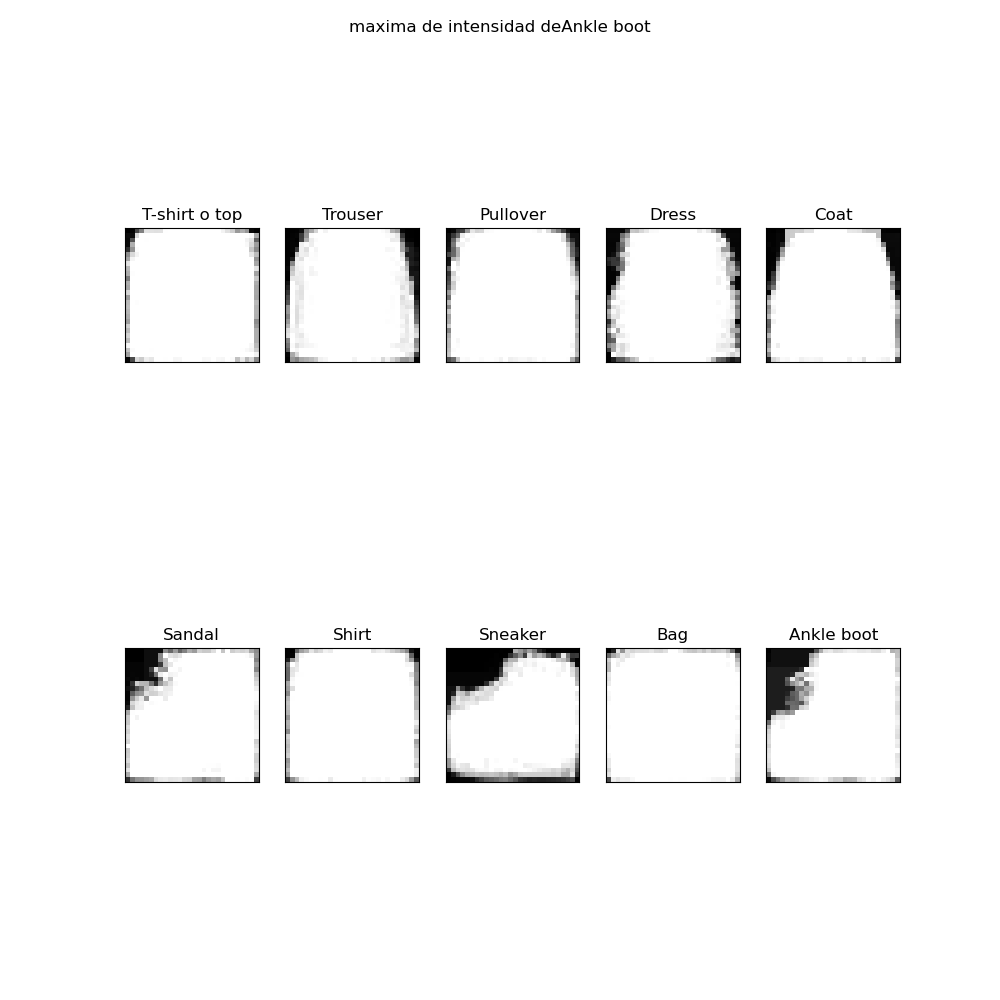 maxima de intensidad deAnkle boot
T-shirt o top
Trouser
Pullover
Dress
Coat
Sandal
Shirt
Sneaker
Bag
Ankle boot